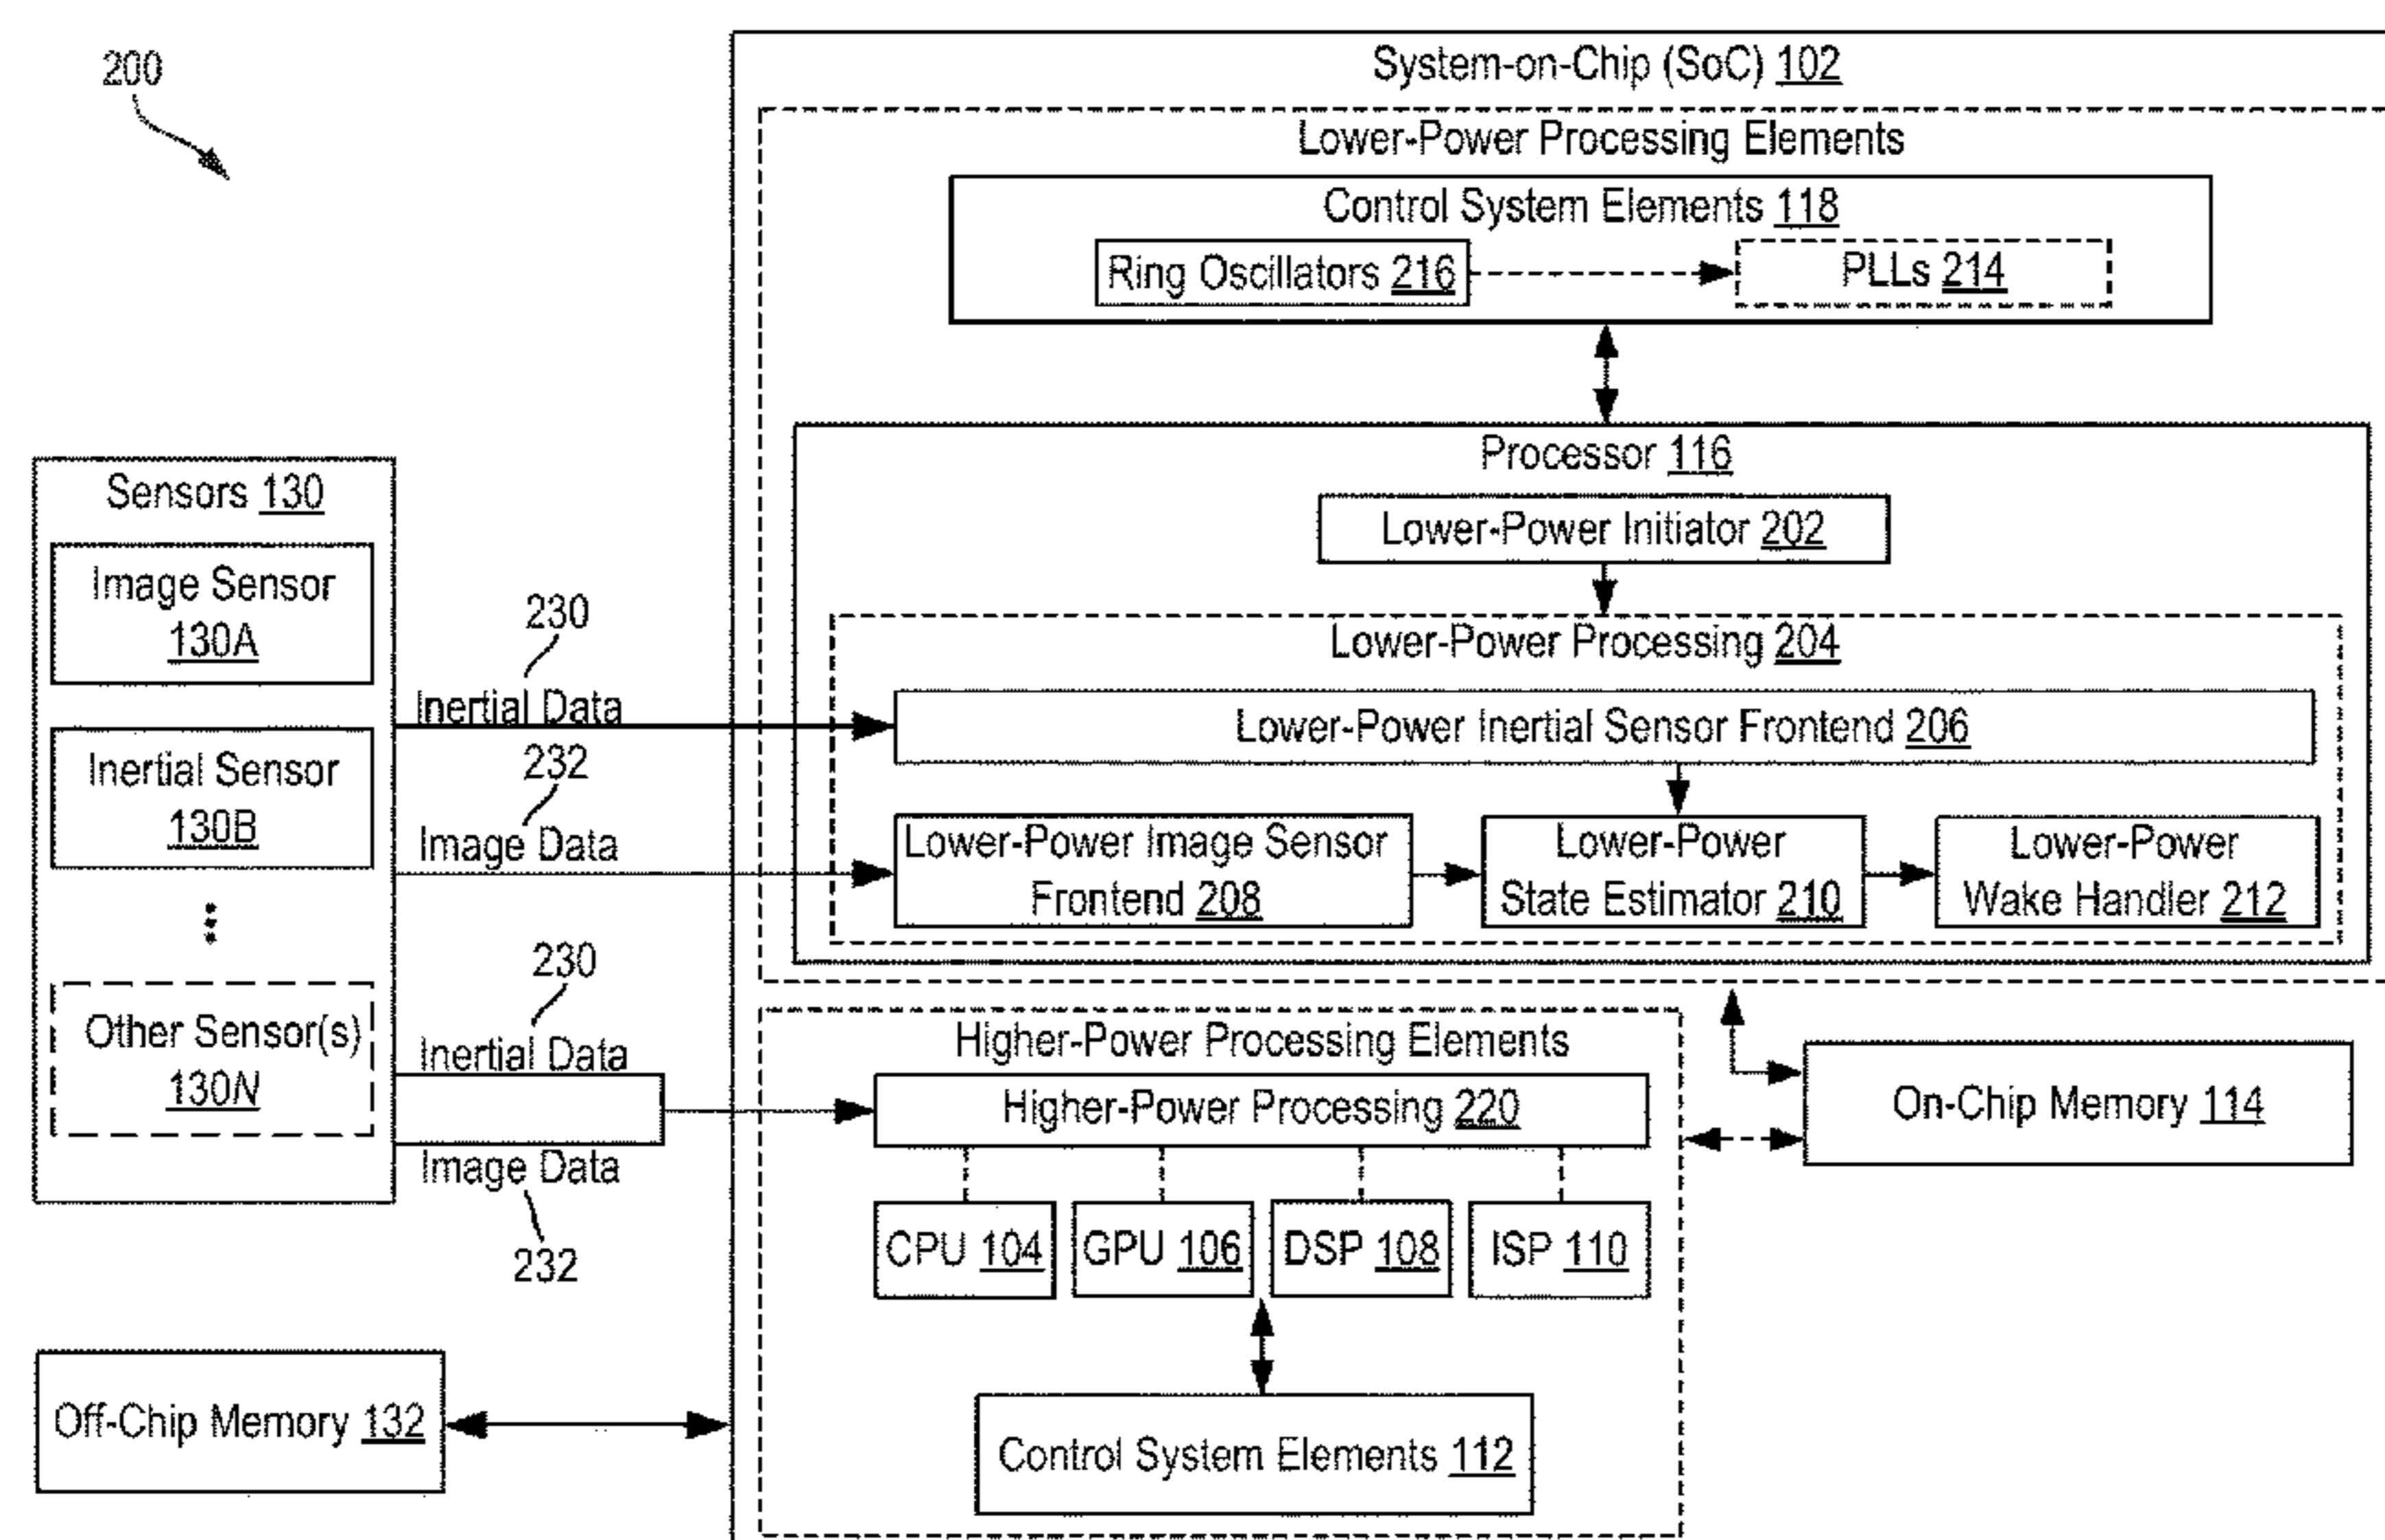 200
System-on-Chip (SoC) 102
Lower-Power Processing Elements
Control System Elements 118
Ring Oscillators 216
PLLs 214
Processor 116
Lower-Power Initiator 202
Lower-Power Processing 204
Lower-Power Inertial Sensor Frontend 206
Lower-Power Image Sensor
Frontend 208
Lower-Power
State Estimator 210
Lower-Power
Wake Handler 212
Sensors 130
Image Sensor
130A
Inertial Sensor
130B
Other Sensor(s)
130N
230
Inertial Data
232
Image Data
230
Inertial Data
Image Data
232
Higher-Power Processing Elements
Higher-Power Processing 220
CPU 104
GPU 106
DSP 108
ISP 110
Control System Elements 112
On-Chip Memory 114
Off-Chip Memory 132